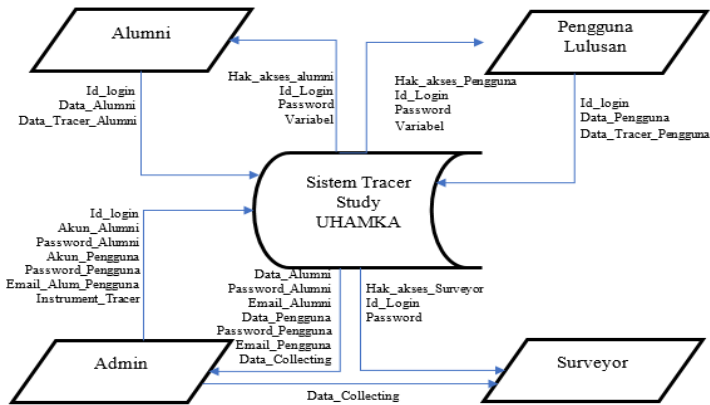 Alumni
Pengguna
Lulusan
Id_login
Data_Alumni
Data_Tracer_Alumni
Hak_akses_alumni
Id_Login
Password
Variabel
Hak_akses_Pengguna
Id_Login
Password
Variabel
Id_login
Data_Pengguna
Data_Tracer_Pengguna
Sistem Tracer
Study
UHAMKA
Id_login
Akun_Alumni
Password_Alumni
Akun_Pengguna
Password_Pengguna
Email_Alum_Pengguna
Instrument_Tracer
Data_Alumni
Password_Alumni
Email_Alumni
Data_Pengguna
Password_Pengguna
Email_Pengguna
Data_Collecting
Hak_akses_Surveyor
Id_Login
Password
Admin
Surveyor
Data_Collecting